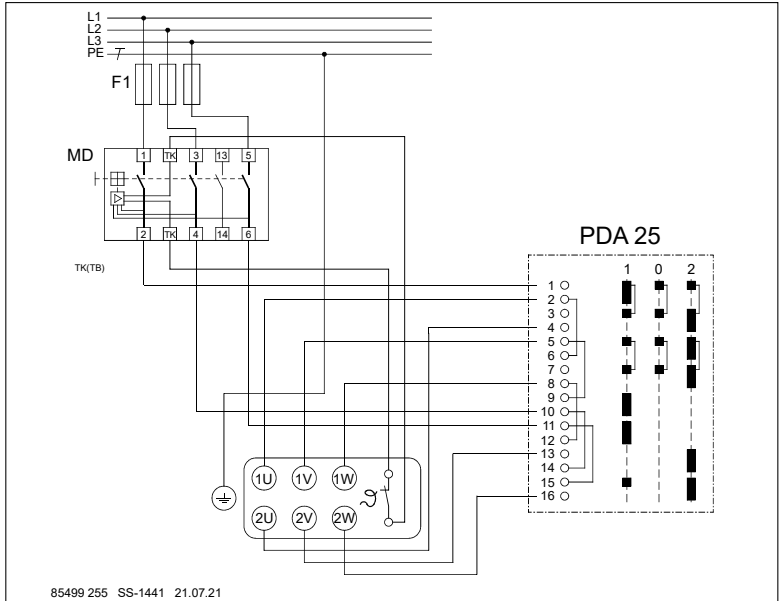 L1
L2
L3
PE
F1
MD
1 TK 3 13 5
2 TK 4 14 6
TK(TB)
PDA 25
1 0 2
1
2
3
4
5
6
7
8
9
10
11
12
13
14
15
16
1U 1V 1W
2U 2V 2W
85499 255 SS-1441 21.07.21